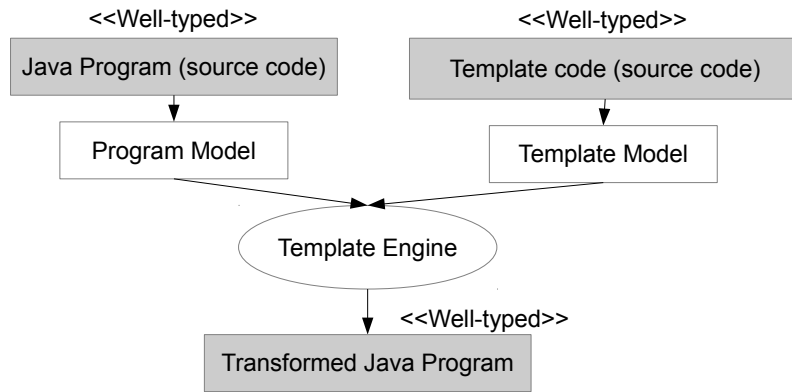 <<Well-typed>>
<<Well-typed>>
Java Program (source code)
Template code (source code)
Program Model
Template Model
Template Engine
<<Well-typed>>
Transformed Java Program